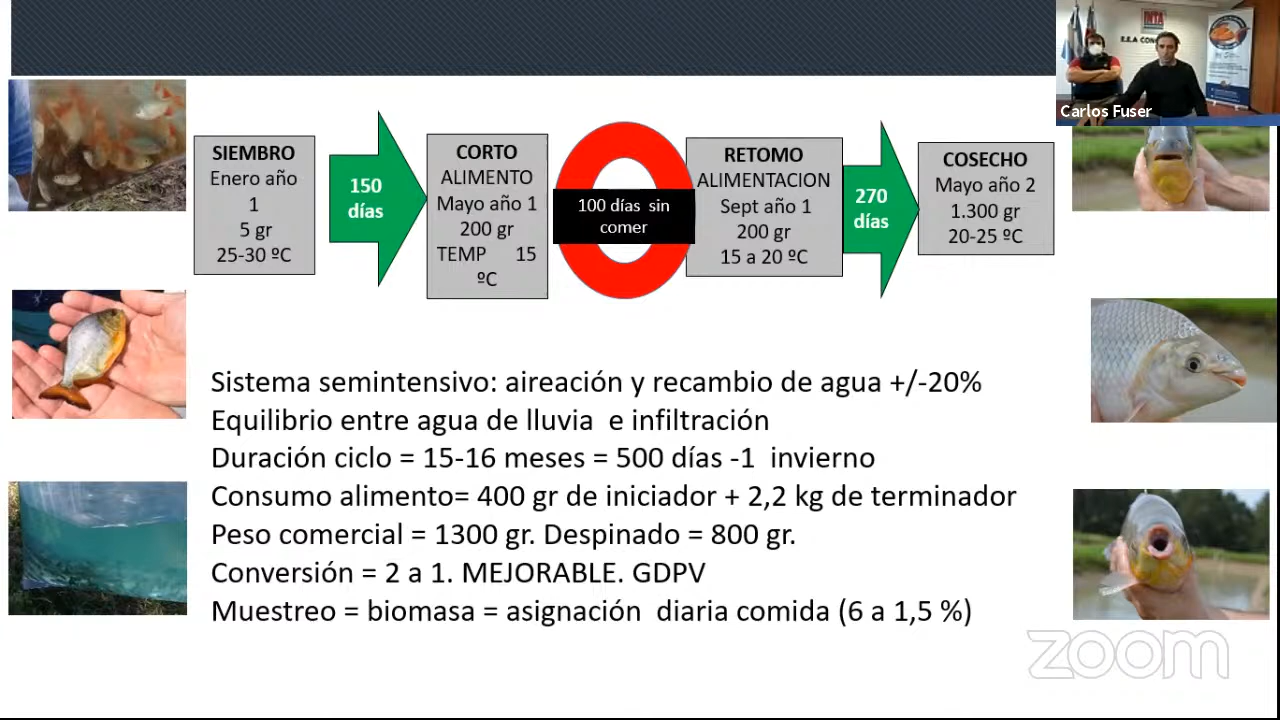 INTA
Carlos Fuser
SIEMBRO
Enero año
1
5 gr
25-30 ºC
150
días
CORTO
ALIMENTO
Mayo año 1
200 gr
TEMP 15
ºC
100 días sin
comer
RETOMO
ALIMENTACION
Sept año 1
200 gr
15 a 20 ºC
270
días
COSECHO
Mayo año 2
1.300 gr
20-25 ºC
Sistema semintensivo: aireación y recambio de agua +/-20%
Equilibrio entre agua de lluvia e infiltración
Duración ciclo = 15-16 meses = 500 días -1 invierno
Consumo alimento= 400 gr de iniciador + 2,2 kg de terminador
Peso comercial = 1300 gr. Despinado = 800 gr.
Conversión = 2 a 1. MEJORABLE. GDPV
Muestreo = biomasa = asignación diaria comida (6 a 1,5 %)
zoom